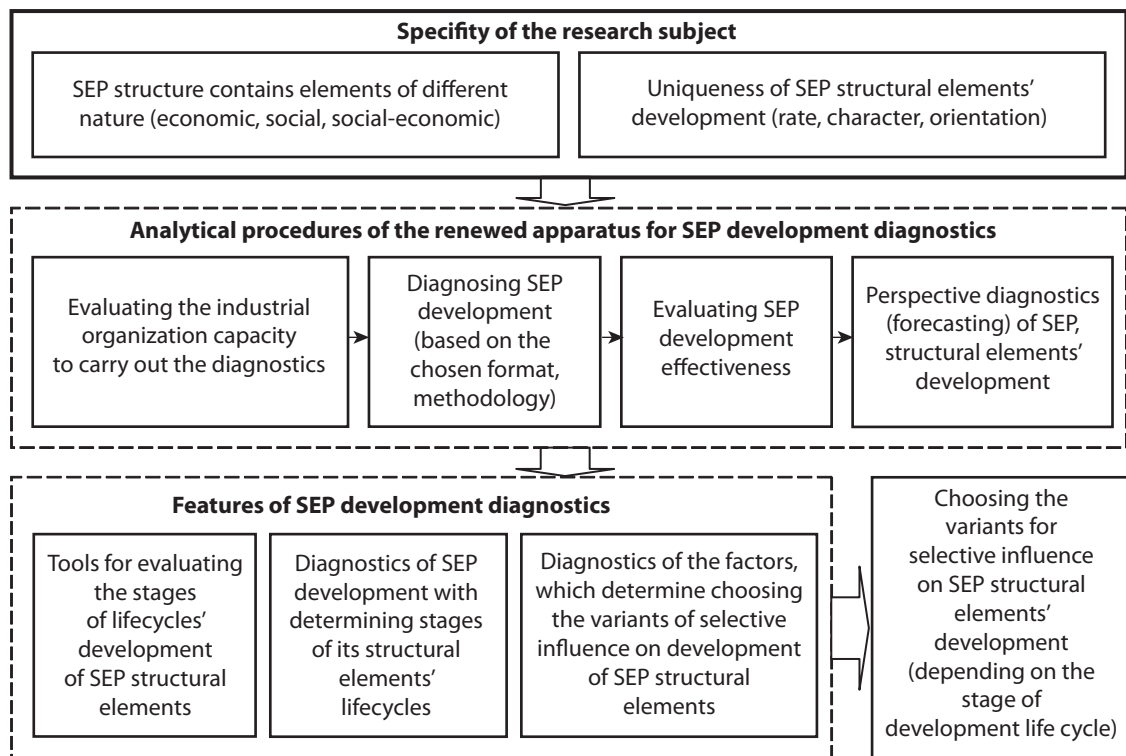 Specifity of the research subject
SEP structure contains elements of different
nature (economic, social, social-economic)
Uniqueness of SEP structural elements’
development (rate, character, orientation)
Analytical procedures of the renewed apparatus for SEP development diagnostics
Evaluating the industrial
organization capacity
to carry out the diagnostics
Diagnosing SEP
development
(based on the
chosen format,
methodology)
Evaluating SEP
development
effectiveness
Perspective diagnostics
(forecasting) of SEP,
structural elements’
development
Features of SEP development diagnostics
Tools for evaluating
the stages
of lifecycles’
development
of SEP structural
elements
Diagnostics of SEP
development with
determining stages
of its structural
elements’
lifecycles
Diagnostics of the factors,
which determine choosing
the variants of selective
influence on development
of SEP structural
elements
Choosing the
variants for
selective influence
on SEP structural
elements’
development
(depending on the
stage of
development life cycle)